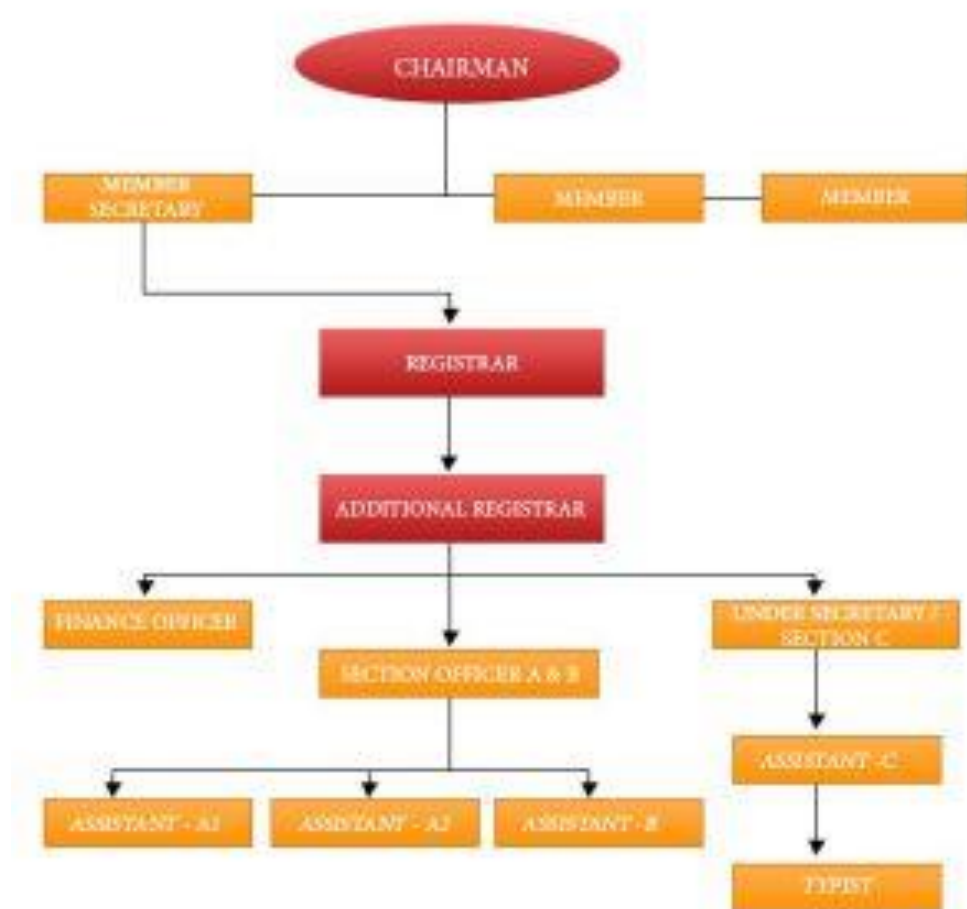 CHAIRMAN
MEMBER
SECRETARY
MEMBER
MEMBER
REGISTRAR
ADDITIONAL REGISTRAR
FINANCE OFFICER
UNDER SECRETARY /
SECTION C
SECTION OFFICER A & B
ASSISTANT -C
ASSISTANT - A1
ASSISTANT - A2
ASSISTANT -B
TYPIST